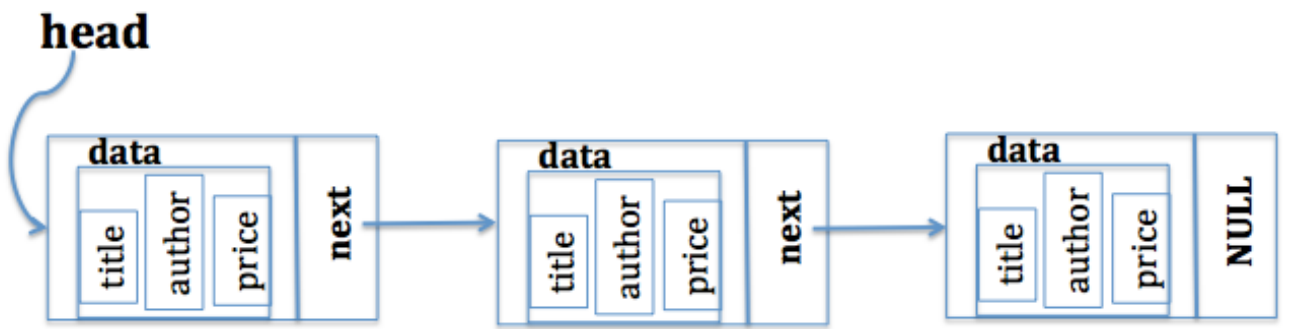 head
data
title
author
price
next
data
title
author
price
next
data
title
author
price
NULL